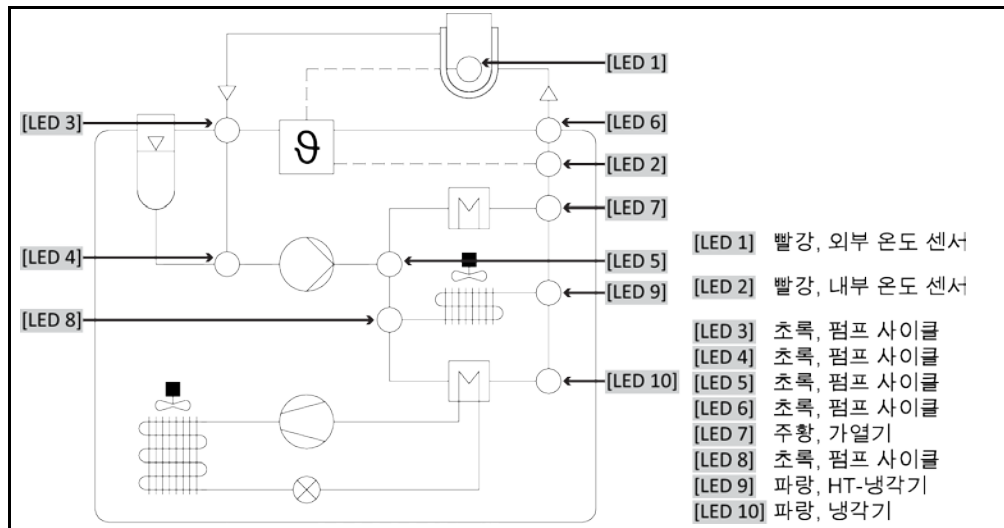 [LED 1]
[LED 3]
[LED 6]
ϑ
[LED 2]
[LED 7]
[LED 4]
[LED 5]
[LED 9]
[LED 8]
[LED 10]
[LED 1] 빨강, 외부 온도 센서
[LED 2] 빨강, 내부 온도 센서
[LED 3] 초록, 펌프 사이클
[LED 4] 초록, 펌프 사이클
[LED 5] 초록, 펌프 사이클
[LED 6] 초록, 펌프 사이클
[LED 7] 주황, 가열기
[LED 8] 초록, 펌프 사이클
[LED 9] 파랑, HT-냉각기
[LED 10] 파랑, 냉각기